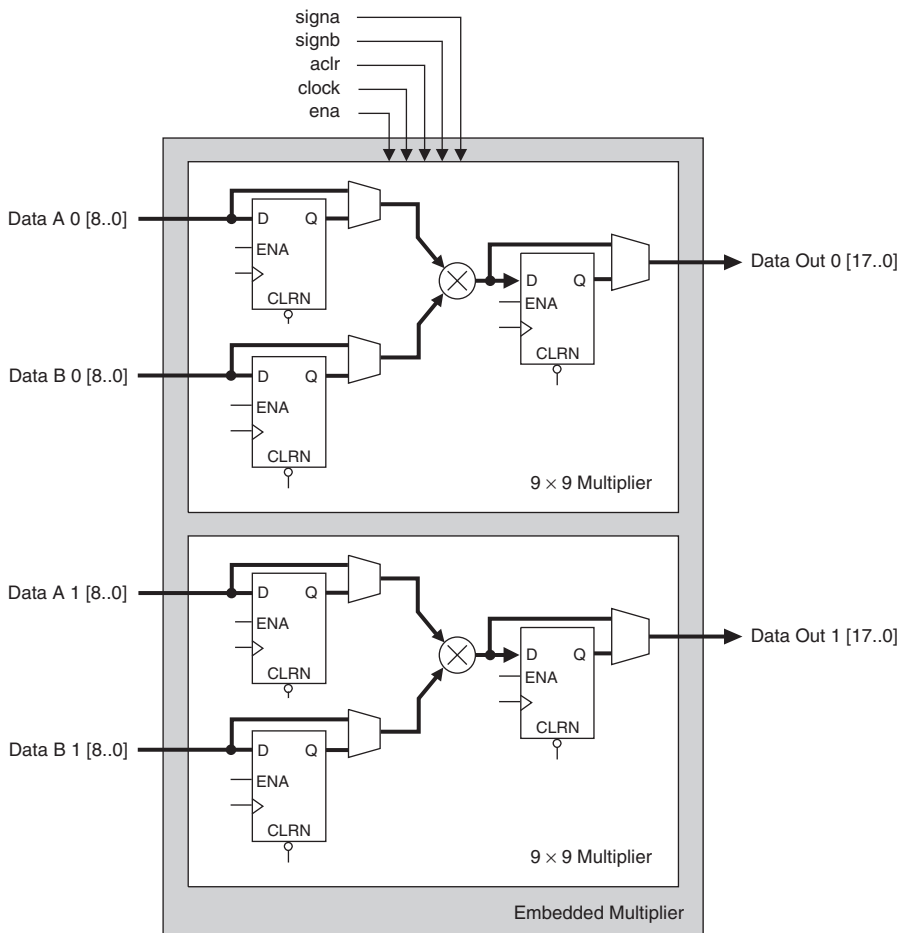 signa
signb
aclr
clock
ena
Data A 0 [8..0]
D Q
ENA
CLRN
Data Out 0 [17..0]
D Q
ENA
CLRN
Data B 0 [8..0]
D Q
ENA
CLRN
9 × 9 Multiplier
Data A 1 [8..0]
D Q
ENA
CLRN
Data Out 1 [17..0]
D Q
ENA
CLRN
Data B 1 [8..0]
D Q
ENA
CLRN
9 × 9 Multiplier
Embedded Multiplier